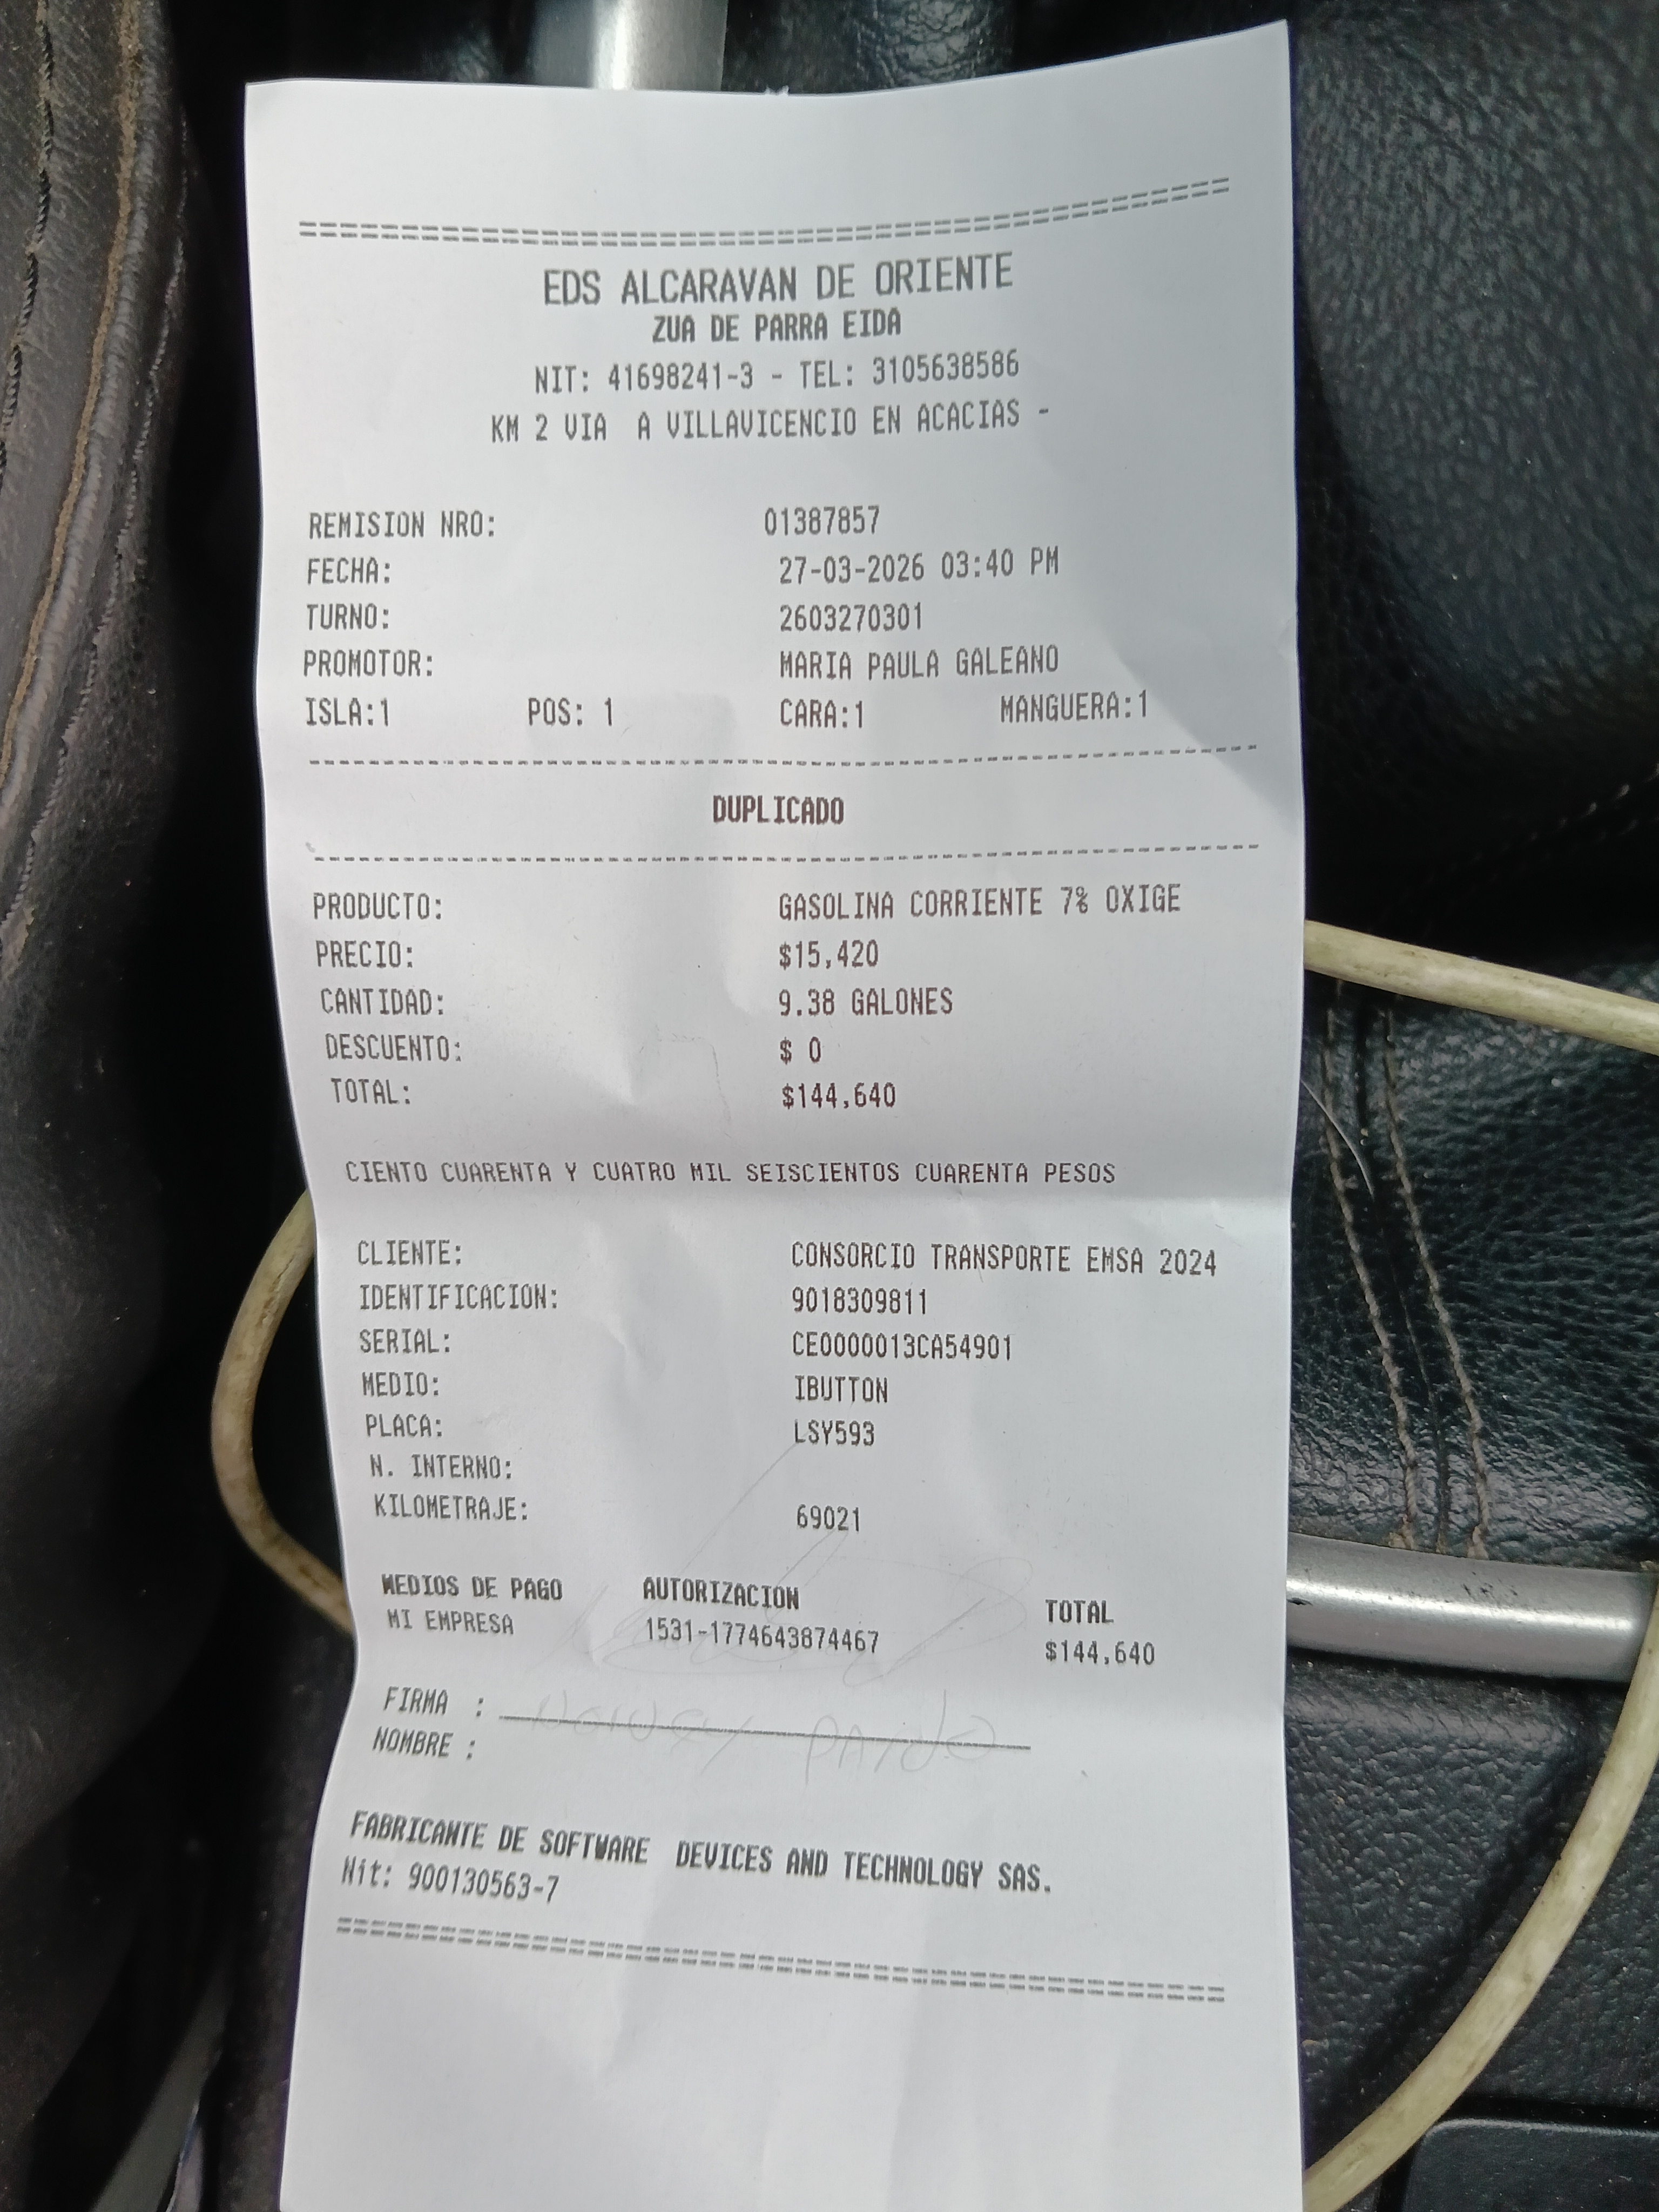 ================================================
EDS ALCARAVAN DE ORIENTE
ZUA DE PARRA EIDA
NIT: 41698241-3 - TEL: 3105638586
KM 2 VIA  A VILLAVICENCIO EN ACACIAS -
REMISION NRO: 01387857
FECHA: 27-03-2026 03:40 PM
TURNO: 2603270301
PROMOTOR: MARIA PAULA GALEANO
ISLA:1 POS: 1 CARA:1 MANGUERA:1
DUPLICADO
PRODUCTO: GASOLINA CORRIENTE 7% OXIGE
PRECIO: $15,420
CANTIDAD: 9.38 GALONES
DESCUENTO: $ 0
TOTAL: $144,640
CIENTO CUARENTA Y CUATRO MIL SEISCIENTOS CUARENTA PESOS
CLIENTE: CONSORCIO TRANSPORTE EMSA 2024
IDENTIFICACION: 9018309811
SERIAL: CE0000013CA54901
MEDIO: IBUTTON
PLACA: LSY593
N. INTERNO:
KILOMETRAJE: 69021
MEDIOS DE PAGO AUTORIZACION TOTAL
MI EMPRESA 1531-1774643874467 $144,640
FIRMA :
NOMBRE : Pardo
FABRICANTE DE SOFTWARE  DEVICES AND TECHNOLOGY SAS.
Nit: 900130563-7